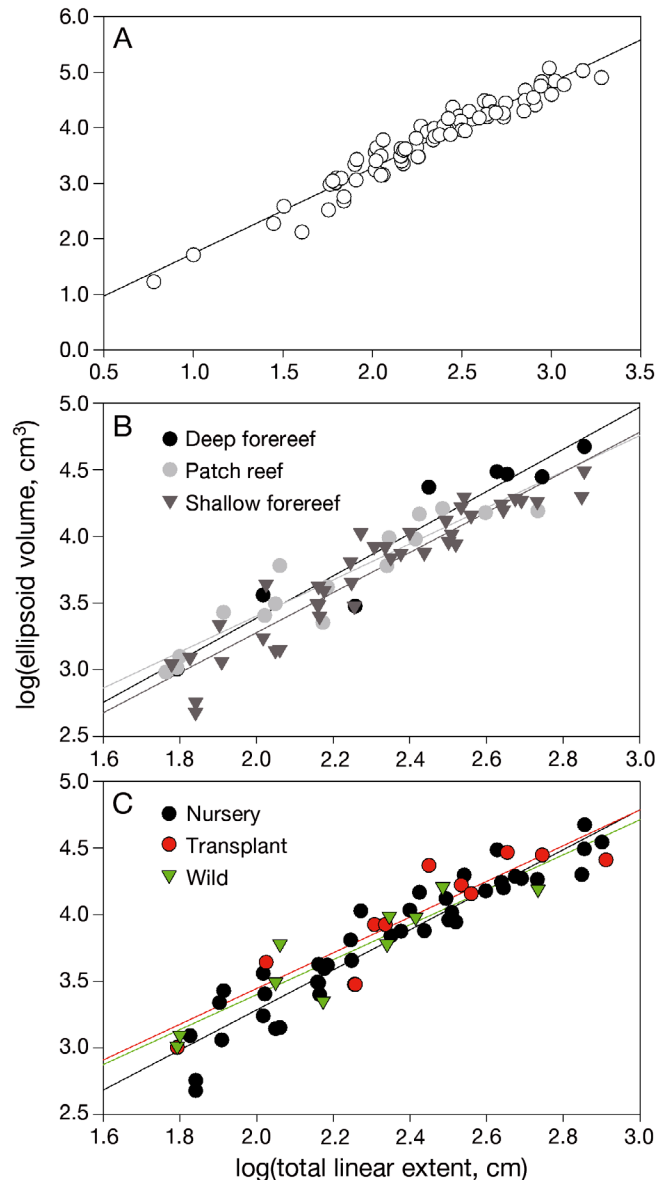 A
6.0
5.0
4.0
3.0
2.0
1.0
0.0
0.5 1.0 1.5 2.0 2.5 3.0 3.5
log(ellipsoid volume, cm³)
B
Deep forereef
Patch reef
Shallow forereef
5.0
4.5
4.0
3.5
3.0
2.5
1.6 1.8 2.0 2.2 2.4 2.6 2.8 3.0
C
Nursery
Transplant
Wild
5.0
4.5
4.0
3.5
3.0
2.5
1.6 1.8 2.0 2.2 2.4 2.6 2.8 3.0
log(total linear extent, cm)